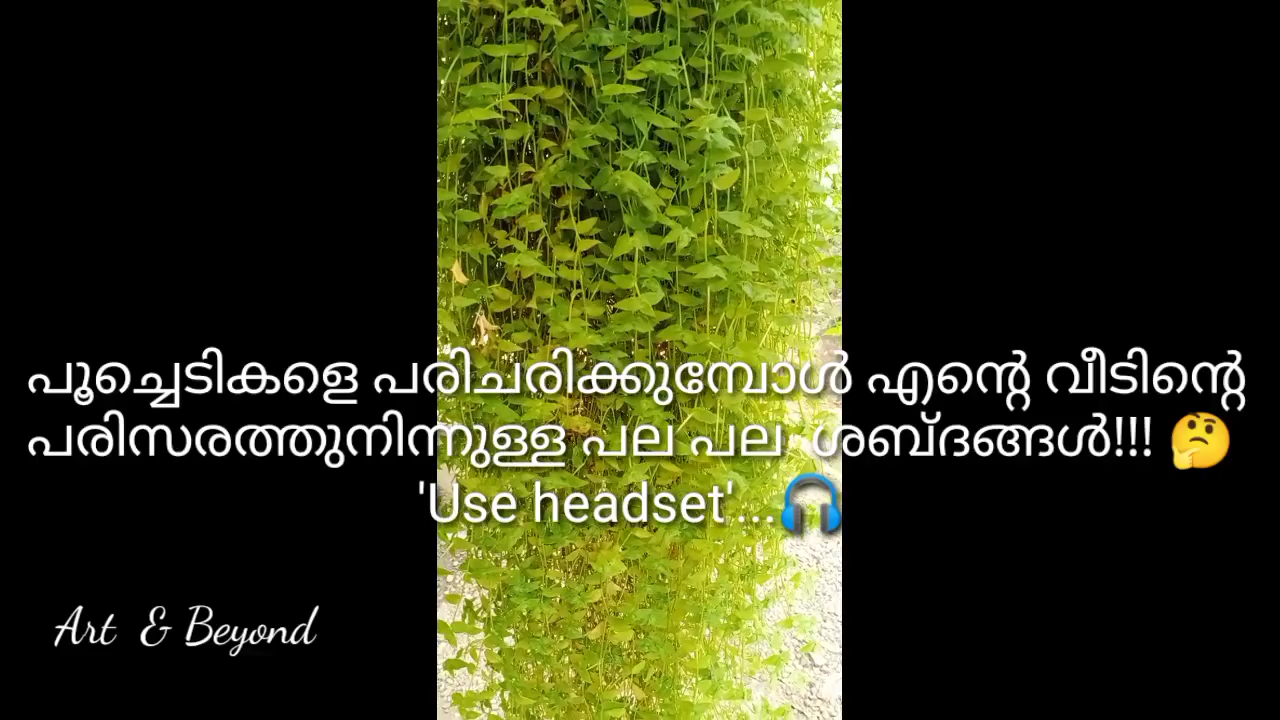 പൂച്ചെടികളെ പരിചരിക്കുമ്പോൾ എന്റെ വീടിന്റെ
പരിസരത്തുനിന്നുള്ള പല പല ശബ്ദങ്ങൾ!!! 🤔
'Use headset'...🎧
Art & Beyond